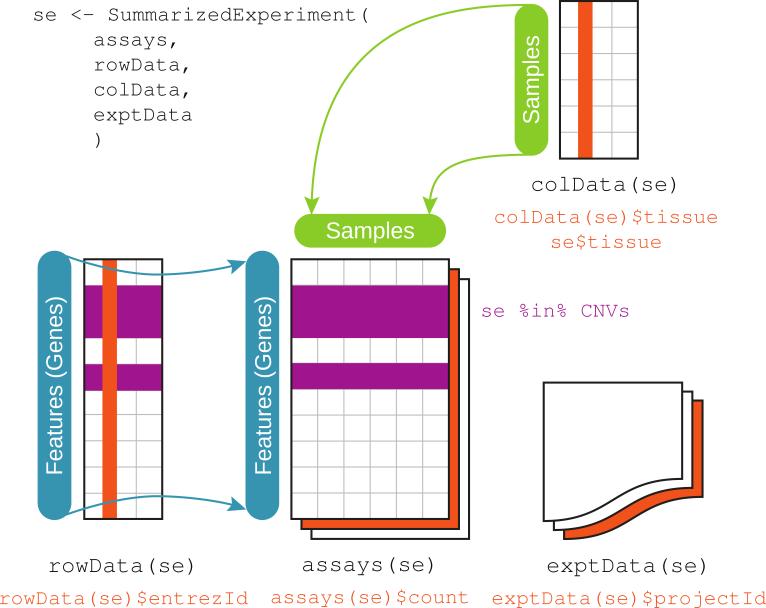 se <- SummarizedExperiment(
assays,
rowData,
colData,
exptData
)
Samples
colData(se)
colData(se)$tissue
se$tissue
Samples
Features (Genes)
Features (Genes)
se %in% CNVs
rowData(se)
assays(se)
exptData(se)
rowData(se)$entrezId
assays(se)$count
exptData(se)$projectId